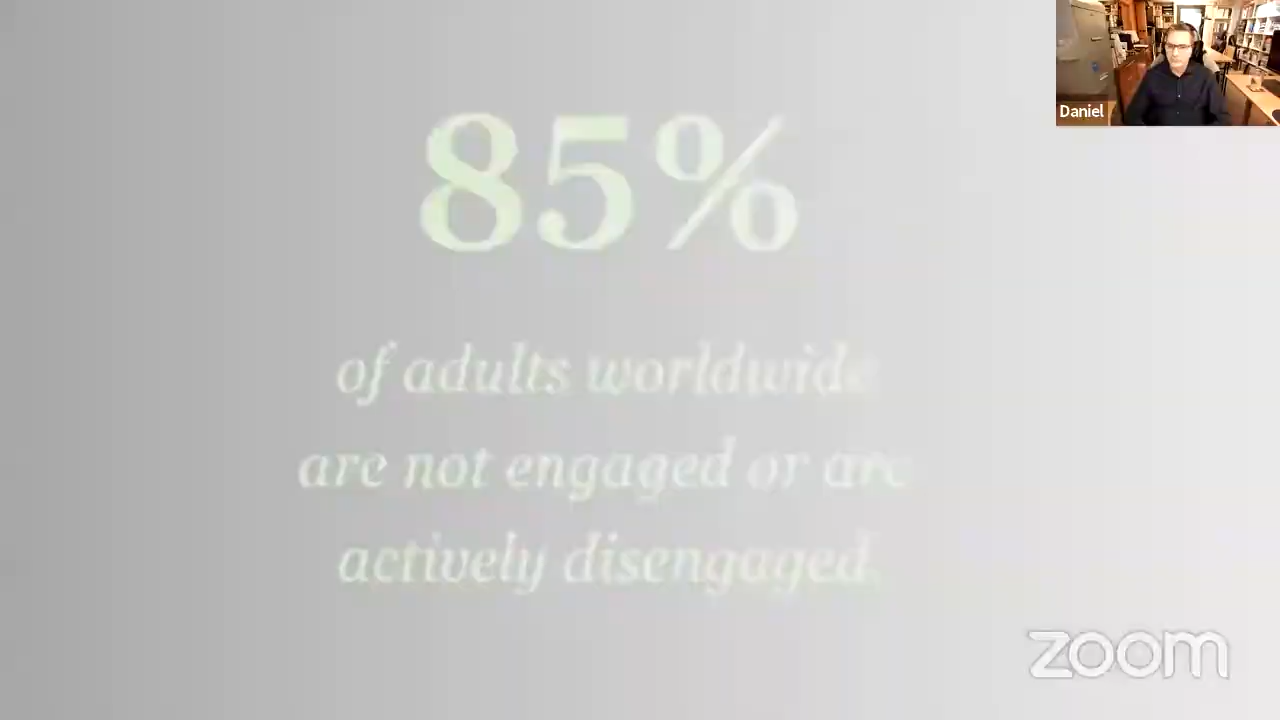 Daniel
85%
of adults worldwide
are not engaged or are
actively disengaged.
zoom